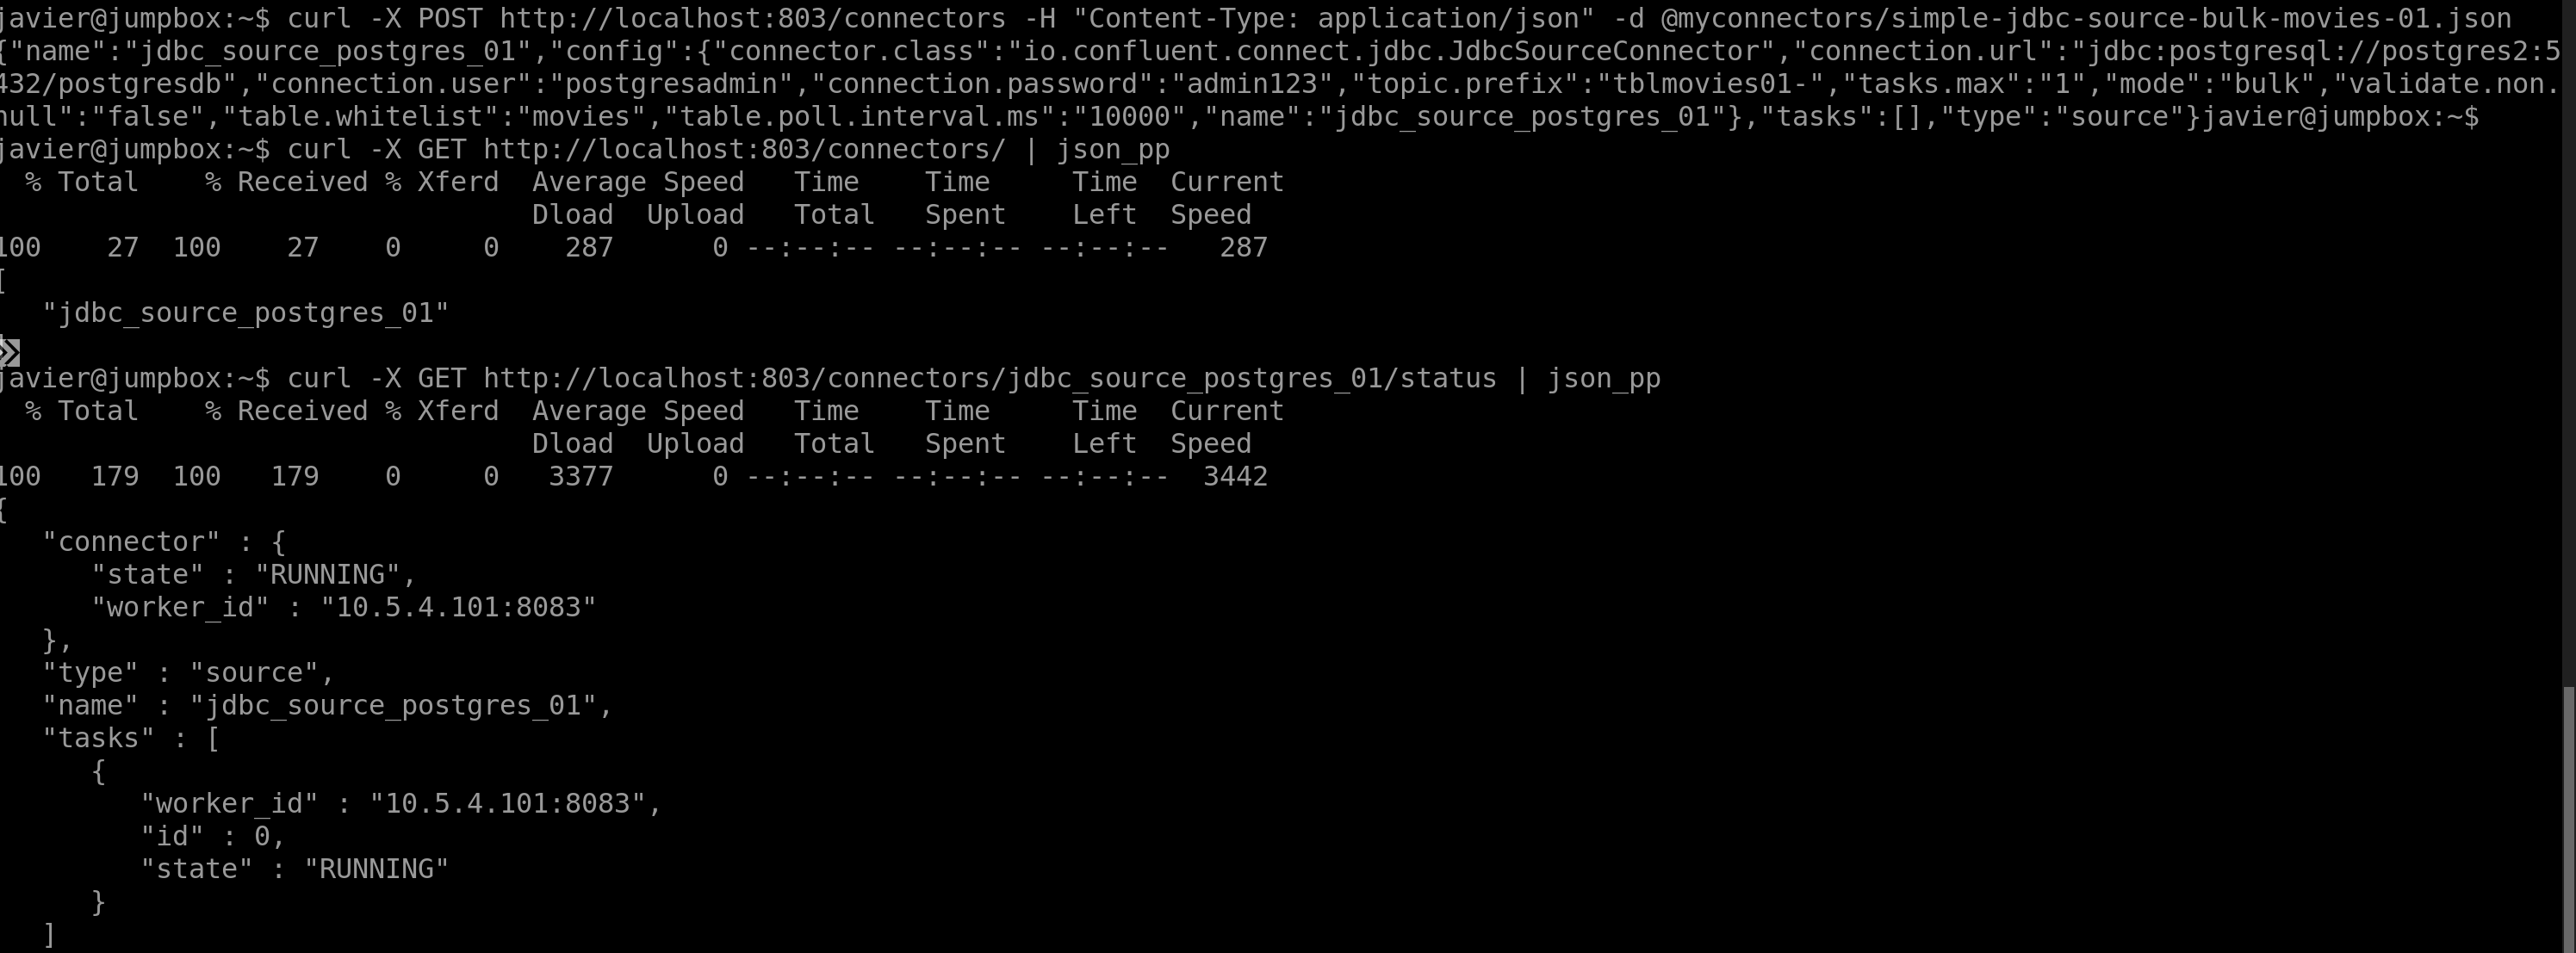 javier@jumpbox:~$ curl -X POST http://localhost:803/connectors -H "Content-Type: application/json" -d @myconnectors/simple-jdbc-source-bulk-movies-01.json
{"name":"jdbc_source_postgres_01","config":{"connector.class":"io.confluent.connect.jdbc.JdbcSourceConnector","connection.url":"jdbc:postgresql://postgres2:5
432/postgresdb","connection.user":"postgresadmin","connection.password":"admin123","topic.prefix":"tblmovies01-","tasks.max":"1","mode":"bulk","validate.non.
null":"false","table.whitelist":"movies","table.poll.interval.ms":"10000","name":"jdbc_source_postgres_01"},"tasks":[],"type":"source"}javier@jumpbox:~$
javier@jumpbox:~$ curl -X GET http://localhost:803/connectors/ | json_pp
  % Total    % Received % Xferd  Average Speed   Time    Time     Time  Current
                                 Dload  Upload   Total   Spent    Left  Speed
100    27  100    27    0     0    287      0 --:--:-- --:--:-- --:--:--   287
[
   "jdbc_source_postgres_01"
javier@jumpbox:~$ curl -X GET http://localhost:803/connectors/jdbc_source_postgres_01/status | json_pp
  % Total    % Received % Xferd  Average Speed   Time    Time     Time  Current
                                 Dload  Upload   Total   Spent    Left  Speed
100   179  100   179    0     0   3377      0 --:--:-- --:--:-- --:--:--  3442
{
   "connector" : {
      "state" : "RUNNING",
      "worker_id" : "10.5.4.101:8083"
   },
   "type" : "source",
   "name" : "jdbc_source_postgres_01",
   "tasks" : [
      {
         "worker_id" : "10.5.4.101:8083",
         "id" : 0,
         "state" : "RUNNING"
      }
   ]